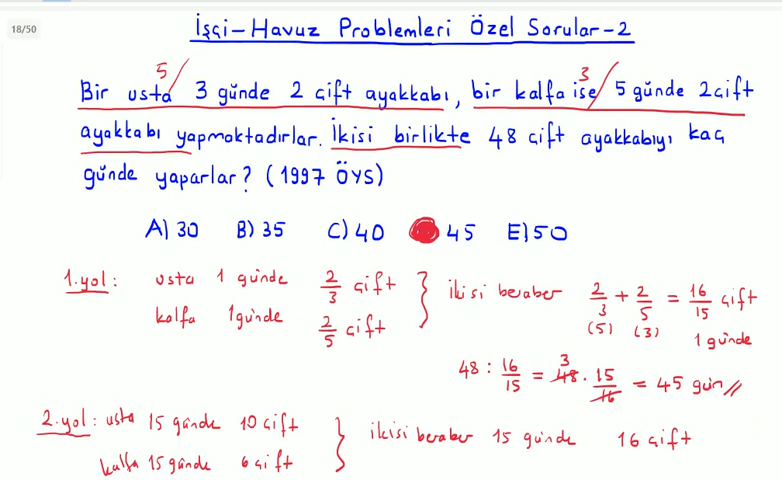 18/50
İşçi-Havuz Problemleri Özel Sorular-2
5 3
Bir usta 3 günde 2 çift ayakkabı, bir kalfa ise 5 günde 2 çift
ayakkabı yapmaktadırlar. İkisi birlikte 48 çift ayakkabıyı kaç
günde yaparlar? (1997 ÖYS)
A) 30 B) 35 C) 40 45 E) 50
1.yol: usta 1 günde 2/3 çift } ikisi beraber 2/3 + 2/5 = 16/15 çift
(5) (3) 1 günde
kalfa 1 günde 2/5 çift
48 : 16/15 = 3 48 . 15/16 = 45 gün //
2.yol: usta 15 günde 10 çift } ikisi beraber 15 günde 16 çift
kalfa 15 günde 6 çift